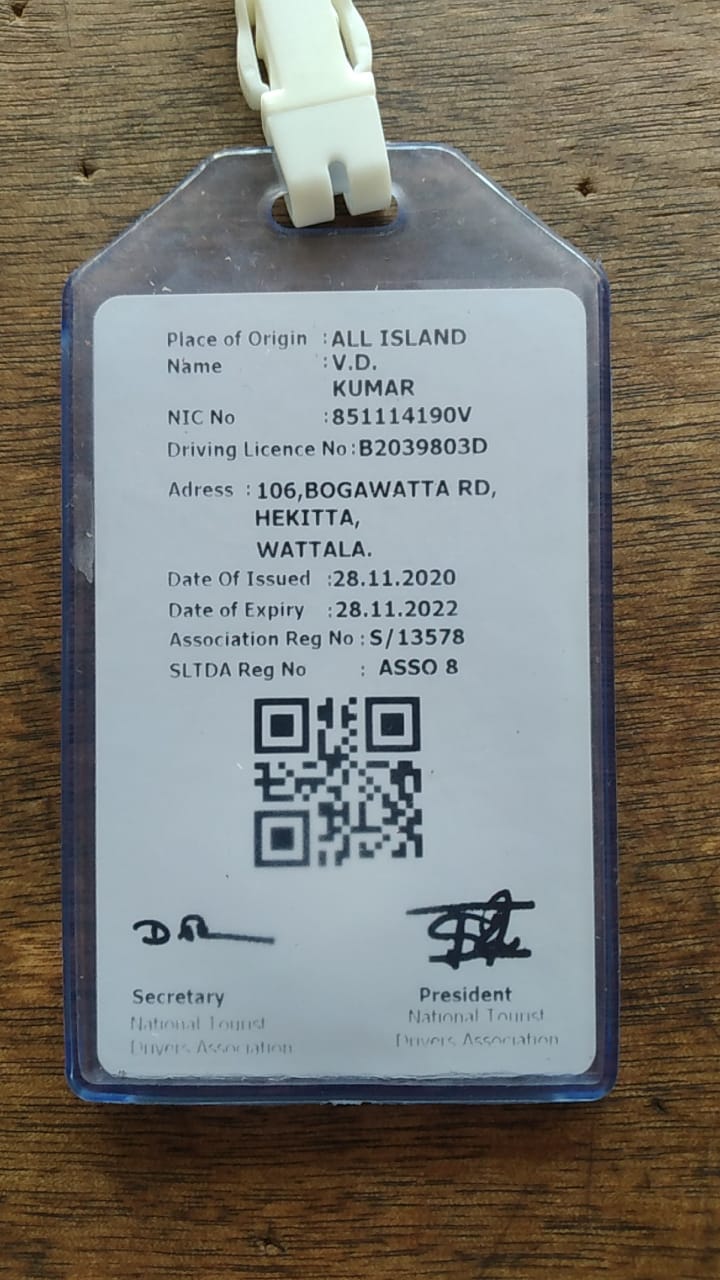 Place of Origin : ALL ISLAND
Name : V.D.
KUMAR
NIC No : 851114190V
Driving Licence No : B2039803D
Adress : 106,BOGAWATTA RD,
HEKITTA,
WATTALA.
Date Of Issued : 28.11.2020
Date of Expiry : 28.11.2022
Association Reg No : S/13578
SLTDA Reg No : ASSO 8
Secretary President
National Tourist National Tourist
Drivers Association Drivers Association